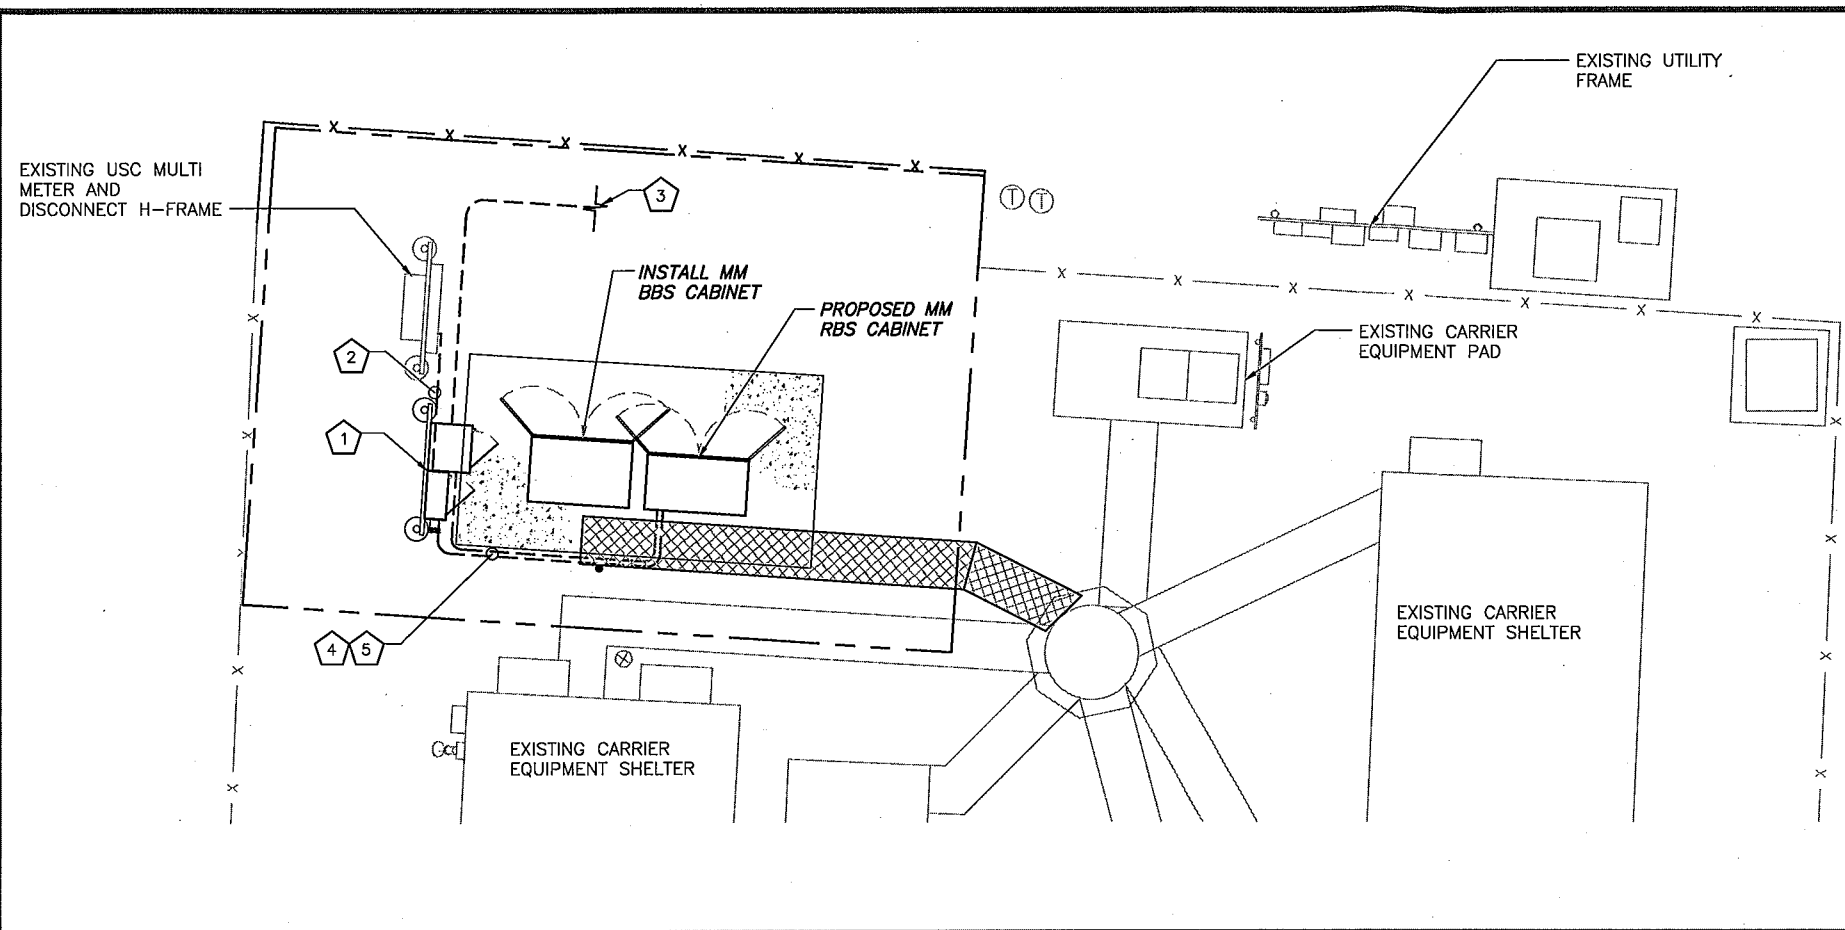 EXISTING UTILITY
FRAME
EXISTING USC MULTI
METER AND
DISCONNECT H-FRAME
3
T T
INSTALL MM
BBS CABINET
PROPOSED MM
RBS CABINET
EXISTING CARRIER
EQUIPMENT PAD
2
1
4 5
EXISTING CARRIER
EQUIPMENT SHELTER
EXISTING CARRIER
EQUIPMENT SHELTER